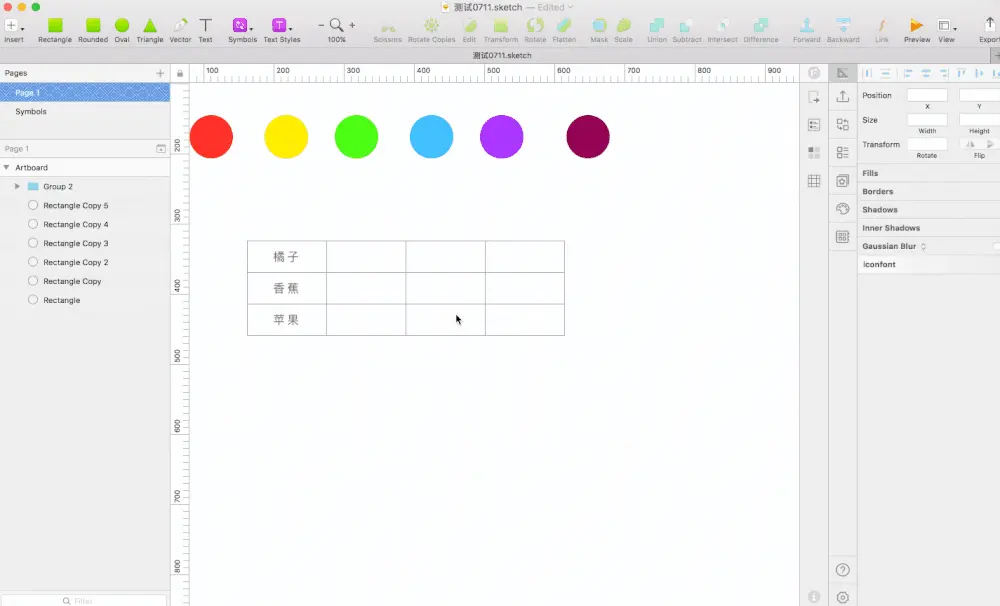 测试0711.sketch — Edited
Insert Rectangle Rounded Oval Triangle Vector Text Symbols Text Styles 100% Scissors Rotate Copies Edit Transform Rotate Flatten Mask Scale Union Subtract Intersect Difference Forward Backward Link Preview View Export
测试0711.sketch
Pages
Page 1
Symbols
Page 1
Artboard
Group 2
Rectangle Copy 5
Rectangle Copy 4
Rectangle Copy 3
Rectangle Copy 2
Rectangle Copy
Rectangle
Filter
100 200 300 400 500 600 700 800 900
200
300
400
500
600
700
800
橘子
香蕉
苹果
Position
X Y
Size
Width Height
Transform
Rotate Flip
Fills
Borders
Shadows
Inner Shadows
Gaussian Blur
iconfont